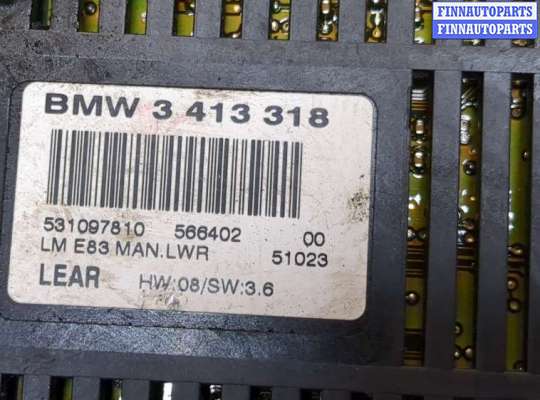 FINNAUTOPARTS
FINNAUTOPARTS
BMW 3 413 318
531097810 566402 00
LM E83 MAN.LWR 51023
LEAR HW:08/SW:3.6